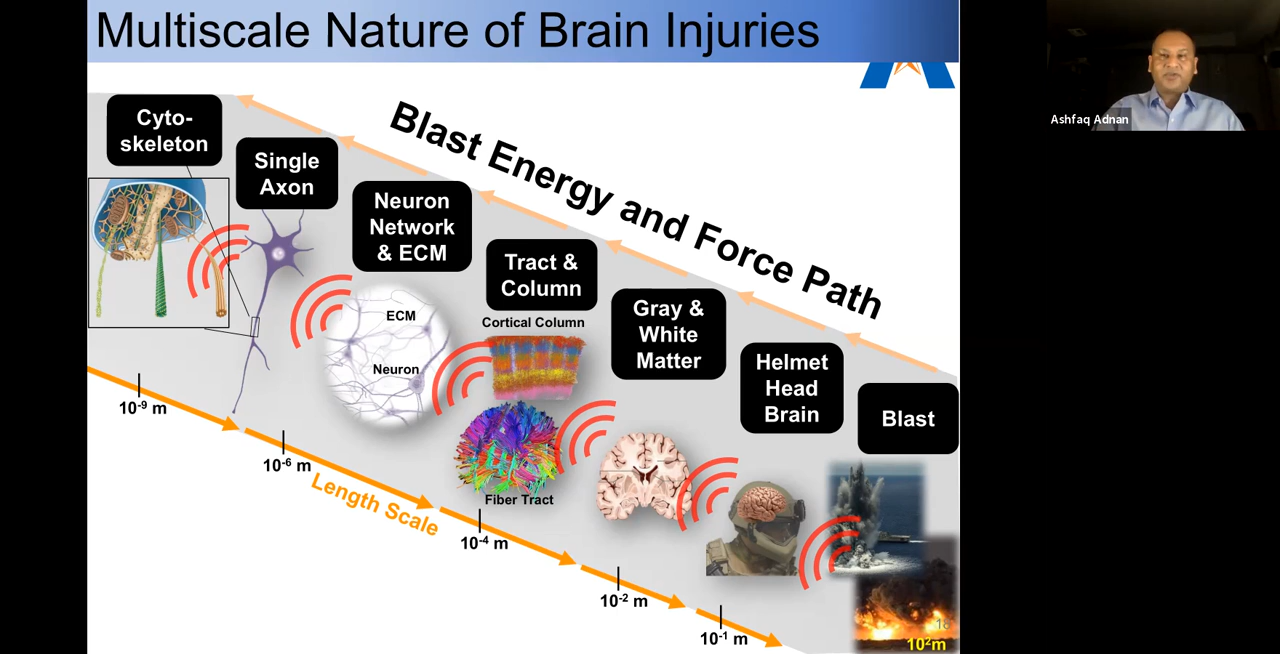 Multiscale Nature of Brain Injuries
Ashfaq Adnan
Blast Energy and Force Path
Cyto-
skeleton
Single
Axon
Neuron
Network
& ECM
Tract &
Column
Gray &
White
Matter
Helmet
Head
Brain
Blast
ECM
Neuron
Cortical Column
Fiber Tract
10⁻⁹ m
10⁻⁶ m
Length Scale
10⁻⁴ m
10⁻² m
10⁻¹ m
18
10²m